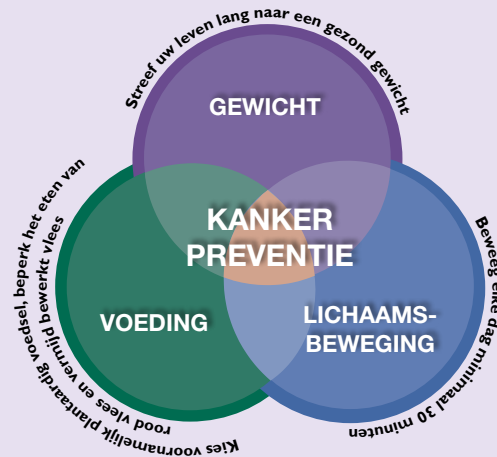 Streef uw leven lang naar een gezond gewicht
GEWICHT
KANKER
PREVENTIE
VOEDING
LICHAAMS-
BEWEGING
Kies voornamelijk plantaardig voedsel, beperk het eten van
rood vlees en vermijd bewerkt vlees
Beweeg elke dag minimaal 30 minuten